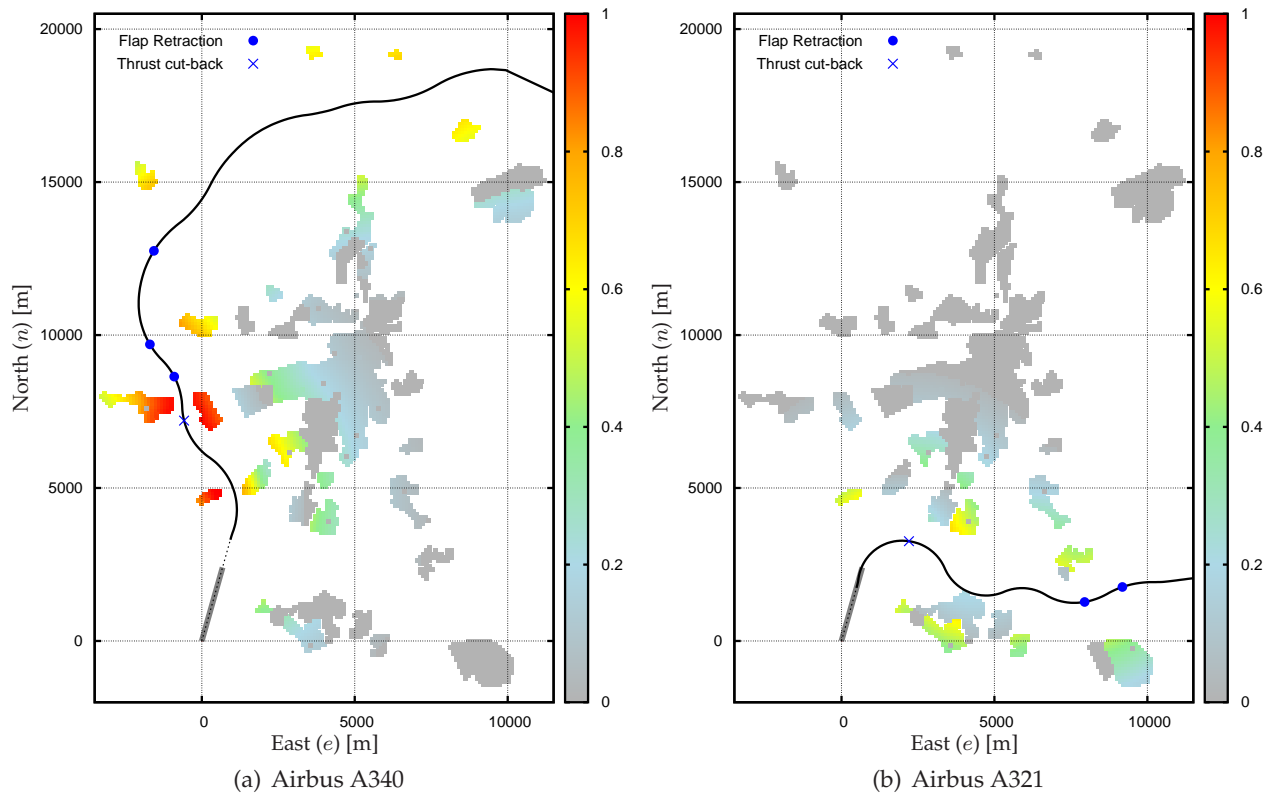 Flap Retraction
Thrust cut-back
20000
15000
10000
5000
0
North (n) [m]
0
5000
10000
East (e) [m]
1
0.8
0.6
0.4
0.2
0
(a) Airbus A340
Flap Retraction
Thrust cut-back
20000
15000
10000
5000
0
North (n) [m]
0
5000
10000
East (e) [m]
1
0.8
0.6
0.4
0.2
0
(b) Airbus A321